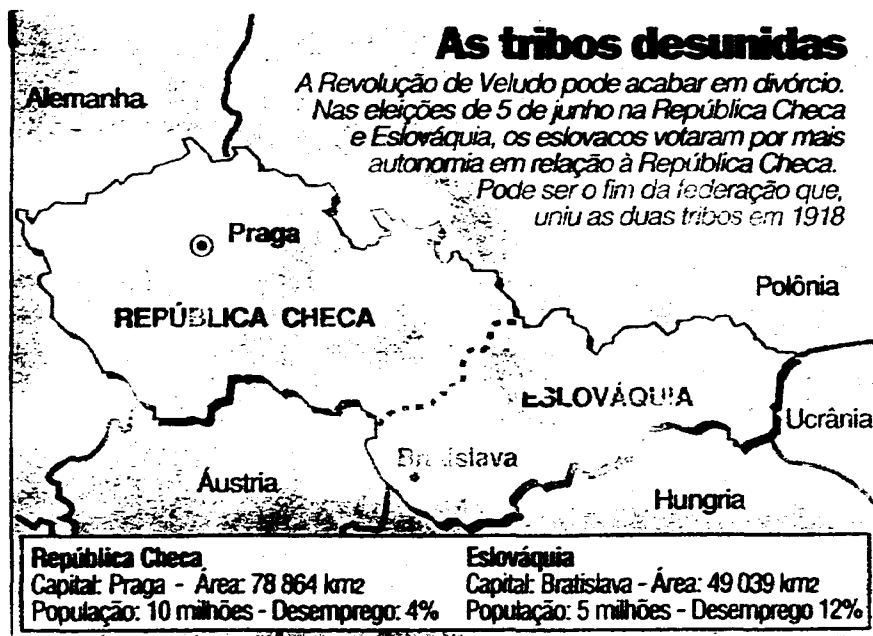 As tribos desunidas
A Revolução de Veludo pode acabar em divórcio.
Nas eleições de 5 de junho na República Checa
e Eslováquia, os eslovacos votaram por mais
autonomia em relação à República Checa.
Pode ser o fim da federação que,
uniu as duas tribos em 1918
Alemanha
Praga
Polônia
REPÚBLICA CHECA
ESLOVÁQUIA
Ucrânia
Bratislava
Áustria
Hungria
República Checa
Capital: Praga - Área: 78 864 km2
População: 10 milhões - Desemprego: 4%
Eslováquia
Capital: Bratislava - Área: 49 039 km2
População: 5 milhões - Desemprego 12%